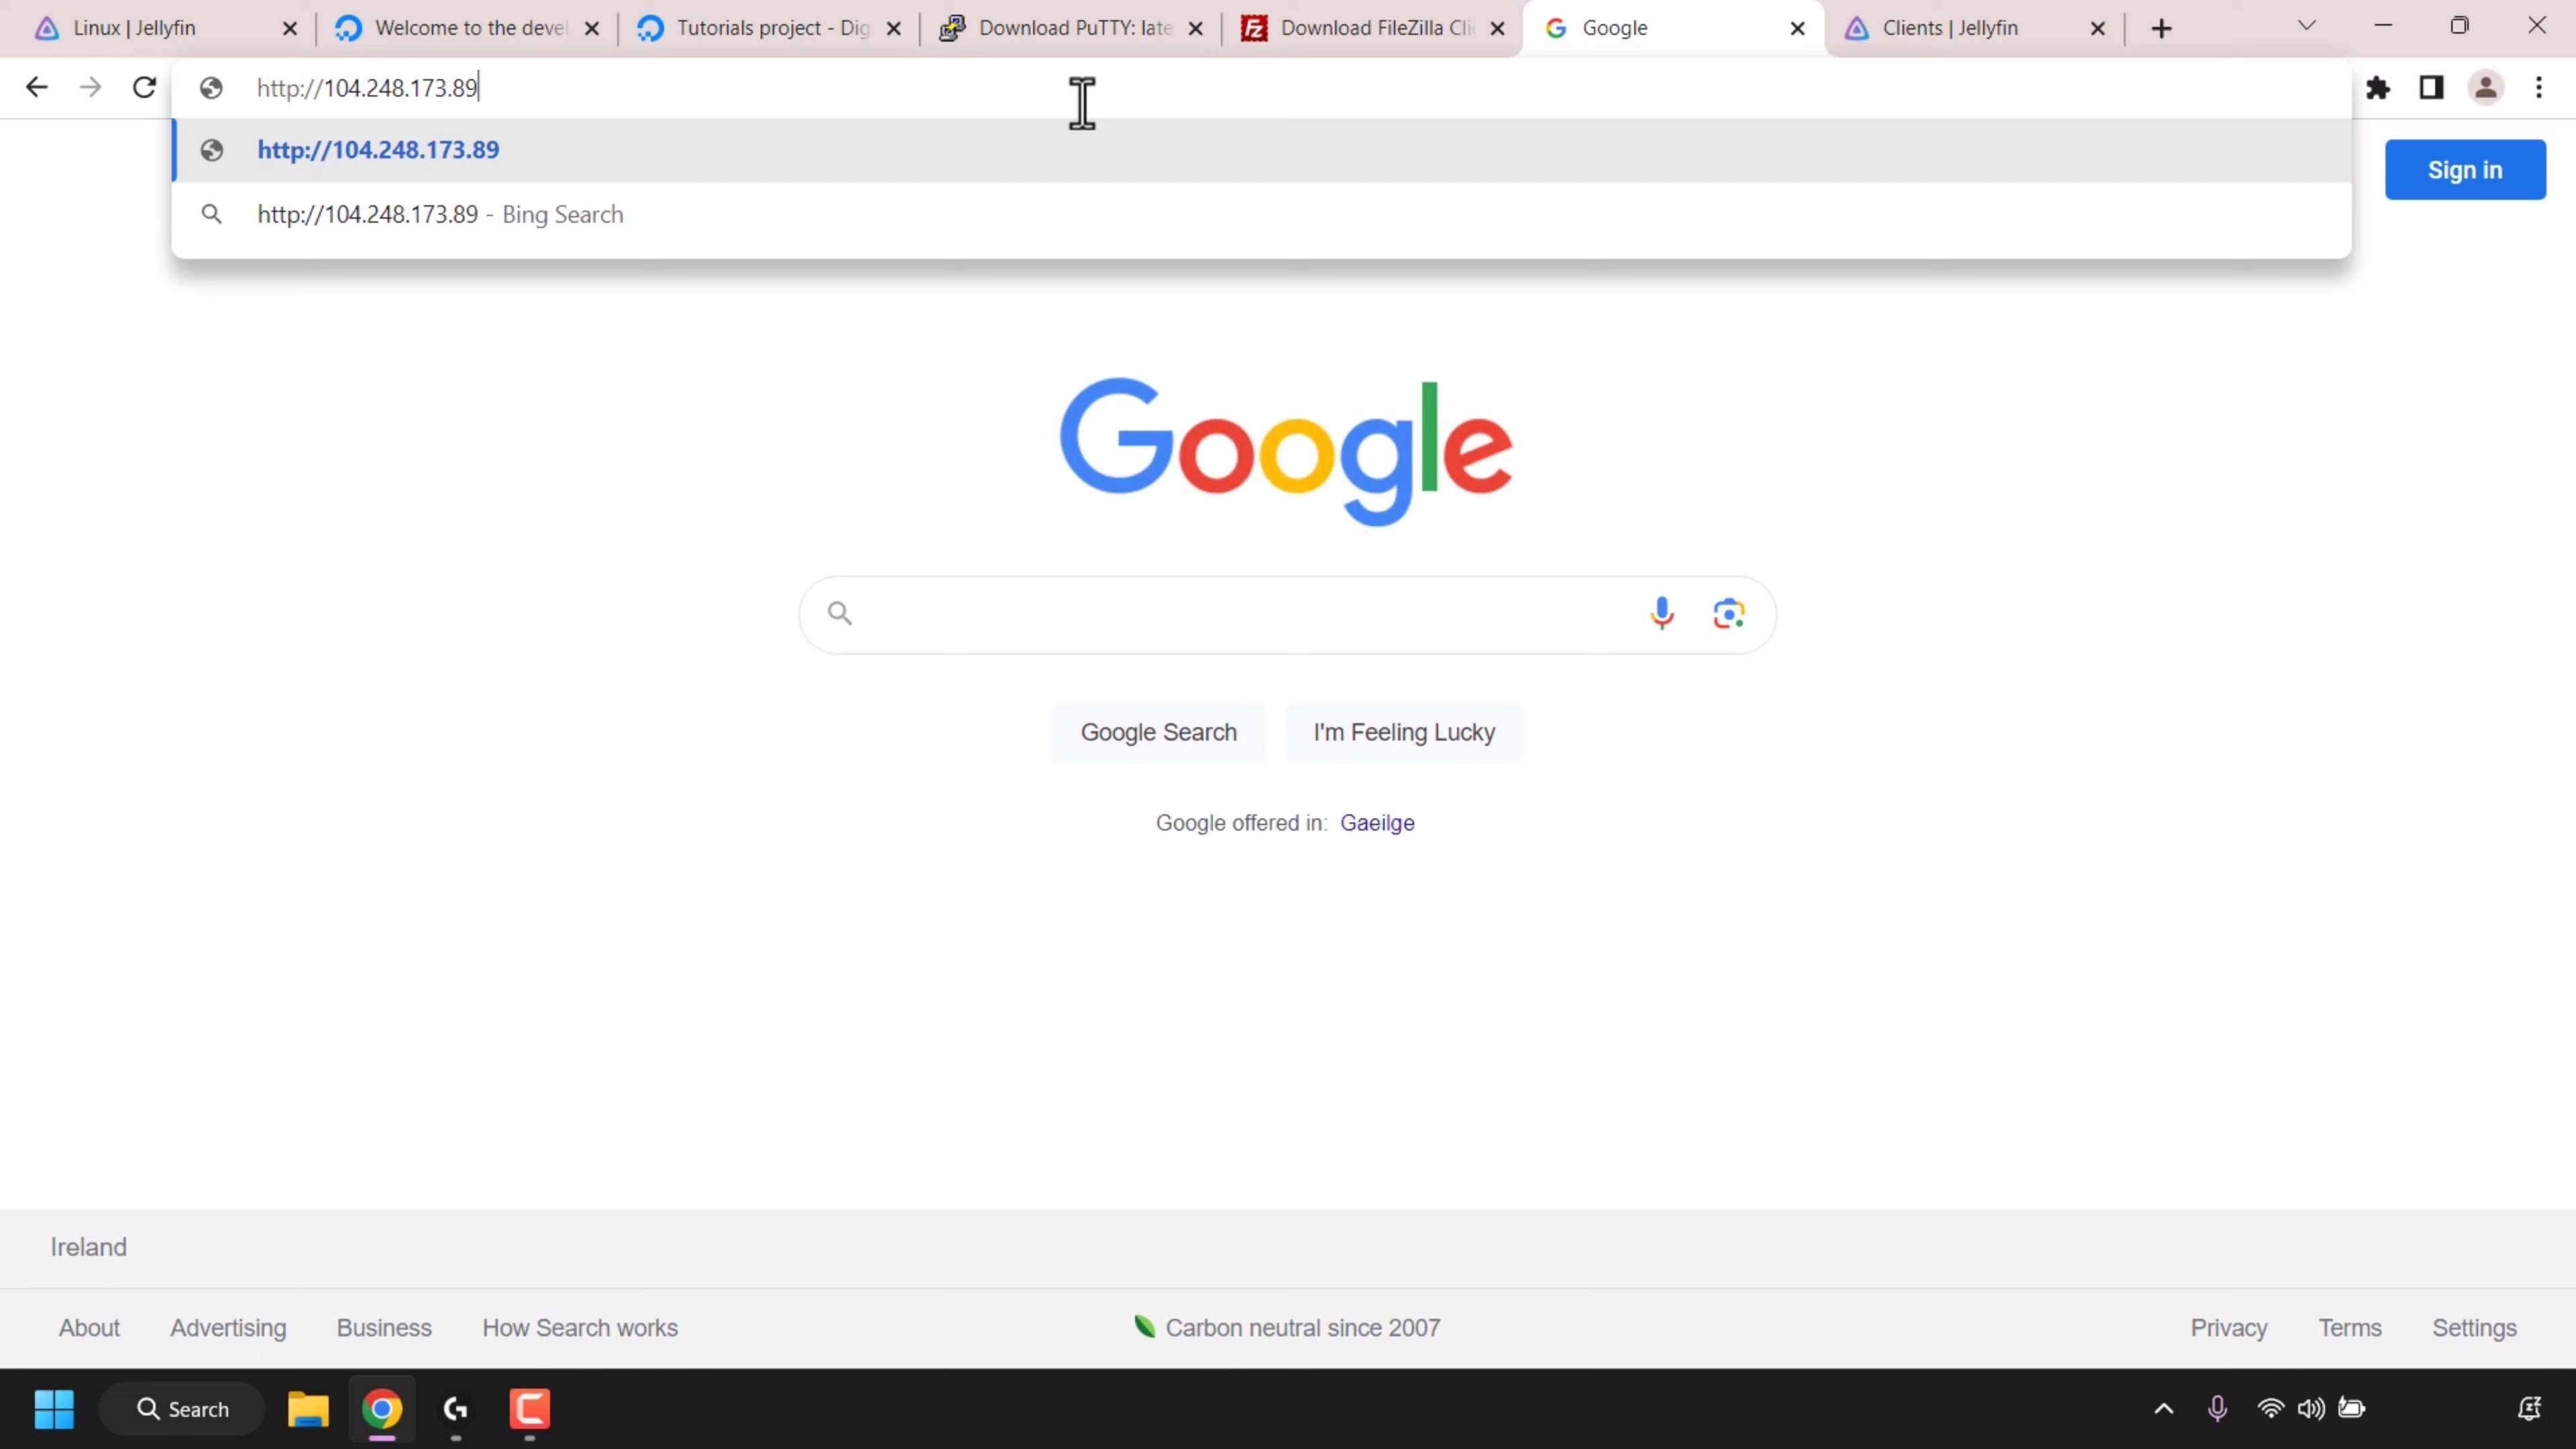 Linux | Jellyfin
Welcome to the devel
Tutorials project - Dig
Download PuTTY: late
Download FileZilla Cli
Google
Clients | Jellyfin
http://104.248.173.89
http://104.248.173.89
http://104.248.173.89 - Bing Search
Sign in
Google
Google Search
I'm Feeling Lucky
Google offered in: Gaeilge
Ireland
About
Advertising
Business
How Search works
Carbon neutral since 2007
Privacy
Terms
Settings
Search